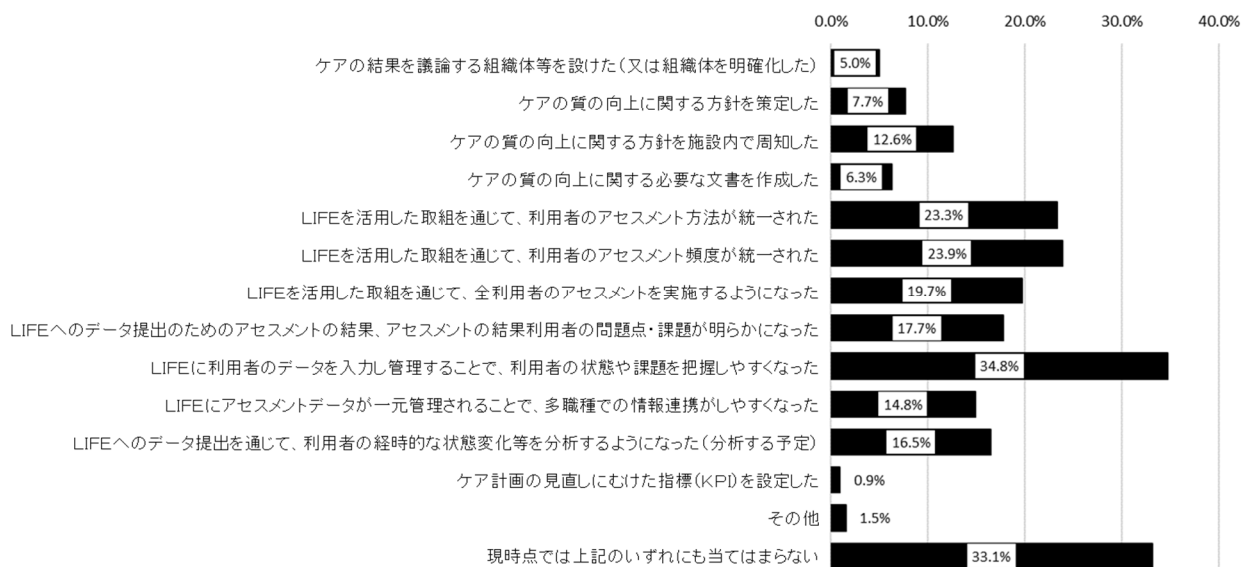 0.0% 10.0% 20.0% 30.0% 40.0%
ケアの結果を議論する組織体等を設けた(又は組織体を明確化した) 5.0%
ケアの質の向上に関する方針を策定した 7.7%
ケアの質の向上に関する方針を施設内で周知した 12.6%
ケアの質の向上に関する必要な文書を作成した 6.3%
LIFEを活用した取組を通じて、利用者のアセスメント方法が統一された 23.3%
LIFEを活用した取組を通じて、利用者のアセスメント頻度が統一された 23.9%
LIFEを活用した取組を通じて、全利用者のアセスメントを実施するようになった 19.7%
LIFEへのデータ提出のためのアセスメントの結果、アセスメントの結果利用者の問題点・課題が明らかになった 17.7%
LIFEに利用者のデータを入力し管理することで、利用者の状態や課題を把握しやすくなった 34.8%
LIFEにアセスメントデータが一元管理されることで、多職種での情報連携がしやすくなった 14.8%
LIFEへのデータ提出を通じて、利用者の経時的な状態変化等を分析するようになった(分析する予定) 16.5%
ケア計画の見直しにむけた指標(KPI)を設定した 0.9%
その他 1.5%
現時点では上記のいずれにも当てはまらない 33.1%